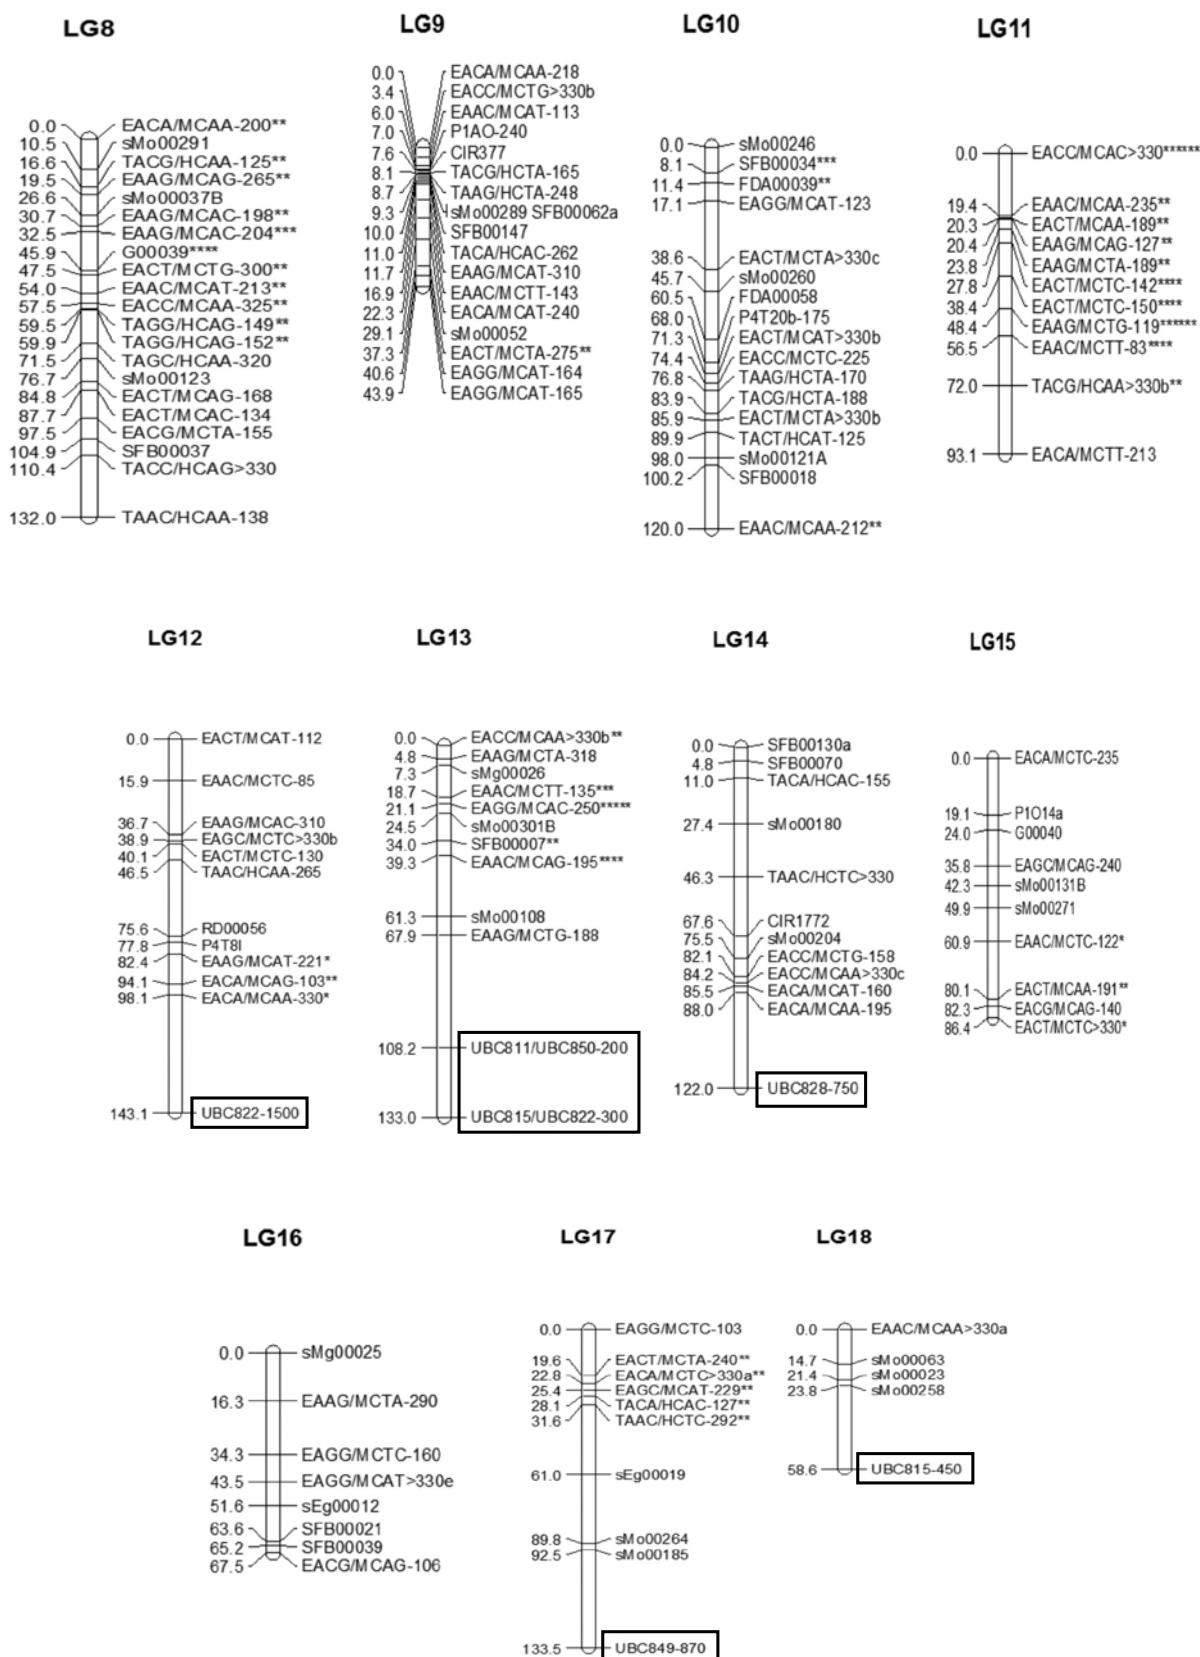 LG8
0.0 EACA/MCAA-200**
10.5 sMo00291
16.6 TACG/HCAA-125**
19.5 EAAG/MCAG-265**
26.6 sMo00037B
30.7 EAAG/MCAC-198**
32.5 EAAG/MCAC-204***
45.9 G00039****
47.5 EACT/MCTG-300**
54.0 EAAC/MCAT-213**
57.5 EACC/MCAA-325**
59.5 TAGG/HCAG-149**
59.9 TAGG/HCAG-152**
71.5 TAGC/HCAA-320
76.7 sMo00123
84.8 EACT/MCAG-168
87.7 EACT/MCAC-134
97.5 EACG/MCTA-155
104.9 SFB00037
110.4 TACC/HCAG>330
132.0 TAAC/HCAA-138
LG9
0.0 EACA/MCAA-218
3.4 EACC/MCTG>330b
6.0 EAAC/MCAT-113
7.0 P1AO-240
7.6 CIR377
8.1 TACG/HCTA-165
8.7 TAAG/HCTA-248
9.3 sMo00289 SFB00062a
10.0 SFB00147
11.0 TACA/HCAC-262
11.7 EAAG/MCAT-310
16.9 EAAC/MCTT-143
22.3 EACA/MCAT-240
29.1 sMo00052
37.3 EACT/MCTA-275**
40.6 EAGG/MCAT-164
43.9 EAGG/MCAT-165
LG10
0.0 sMo00246
8.1 SFB00034***
11.4 FDA00039**
17.1 EAGG/MCAT-123
38.6 EACT/MCTA>330c
45.7 sMo00260
60.5 FDA00058
68.0 P4T20b-175
71.3 EACT/MCAT>330b
74.4 EACC/MCTC-225
76.8 TAAG/HCTA-170
83.9 TACG/HCTA-188
85.9 EACT/MCTA>330b
89.9 TACT/HCAT-125
98.0 sMo00121A
100.2 SFB00018
120.0 EAAC/MCAA-212**
LG11
0.0 EACC/MCAC>330******
19.4 EAAC/MCAA-235**
20.3 EACT/MCAA-189**
20.4 EAAG/MCAG-127**
23.8 EAAG/MCTA-189**
27.8 EACT/MCTC-142****
38.4 EACT/MCTC-150****
48.4 EAAG/MCTG-119******
56.5 EAAC/MCTT-83****
72.0 TACG/HCAA>330b**
93.1 EACA/MCTT-213
LG12
0.0 EACT/MCAT-112
15.9 EAAC/MCTC-85
36.7 EAAG/MCAC-310
38.9 EAGC/MCTC>330b
40.1 EACT/MCTC-130
46.5 TAAC/HCAA-265
75.6 RD00056
77.8 P4T8I
82.4 EAAG/MCAT-221*
94.1 EACA/MCAG-103**
98.1 EACA/MCAA-330*
143.1 UBC822-1500
LG13
0.0 EACC/MCAA>330b**
4.8 EAAG/MCTA-318
7.3 sMg00026
18.7 EAAC/MCTT-135***
21.1 EAGG/MCAC-250*****
24.5 sMo00301B
34.0 SFB00007**
39.3 EAAC/MCAG-195****
61.3 sMo00108
67.9 EAAG/MCTG-188
108.2 UBC811/UBC850-200
133.0 UBC815/UBC822-300
LG14
0.0 SFB00130a
4.8 SFB00070
11.0 TACA/HCAC-155
27.4 sMo00180
46.3 TAAC/HCTC>330
67.6 CIR1772
75.5 sMo00204
82.1 EACC/MCTG-158
84.2 EACC/MCAA>330c
85.5 EACA/MCAT-160
88.0 EACA/MCAA-195
122.0 UBC828-750
LG15
0.0 EACA/MCTC-235
19.1 P1O14a
24.0 G00040
35.8 EAGC/MCAG-240
42.3 sMo00131B
49.9 sMo00271
60.9 EAAC/MCTC-122*
80.1 EACT/MCAA-191**
82.3 EACG/MCAG-140
86.4 EACT/MCTC>330*
LG16
0.0 sMg00025
16.3 EAAG/MCTA-290
34.3 EAGG/MCTC-160
43.5 EAGG/MCAT>330e
51.6 sEg00012
63.6 SFB00021
65.2 SFB00039
67.5 EACG/MCAG-106
LG17
0.0 EAGG/MCTC-103
19.6 EACT/MCTA-240**
22.8 EACA/MCTC>330a**
25.4 EAGC/MCAT-229**
28.1 TACA/HCAC-127**
31.6 TAAC/HCTC-292**
61.0 sEg00019
89.8 sMo00264
92.5 sMo00185
133.5 UBC849-870
LG18
0.0 EAAC/MCAA>330a
14.7 sMo00063
21.4 sMo00023
23.8 sMo00258
58.6 UBC815-450